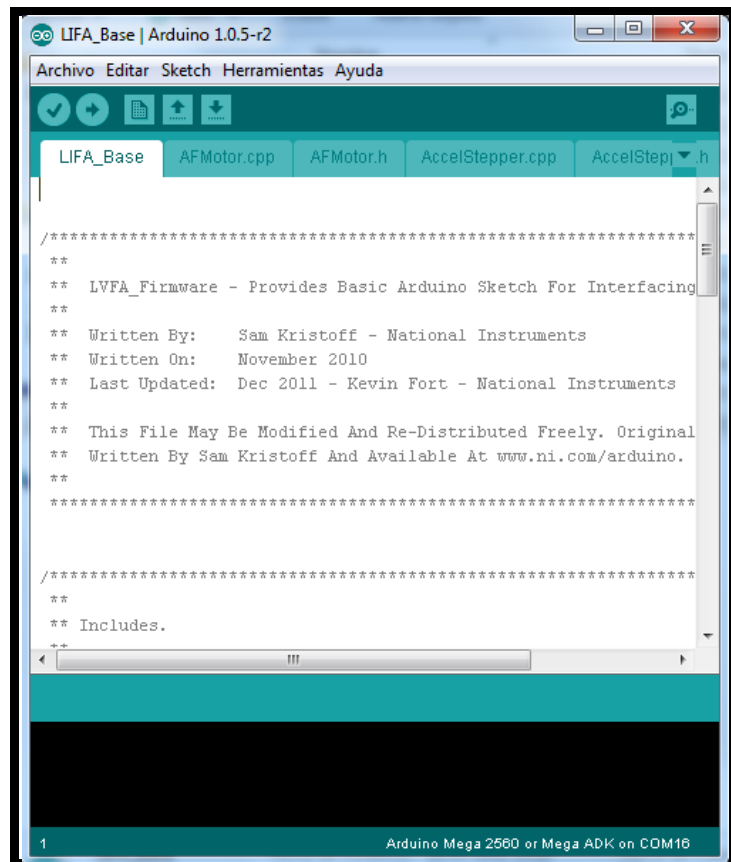 LIFA_Base | Arduino 1.0.5-r2
Archivo Editar Sketch Herramientas Ayuda
LIFA_Base AFMotor.cpp AFMotor.h AccelStepper.cpp AccelStepp .h
/******************************************************************
**
** LVFA_Firmware - Provides Basic Arduino Sketch For Interfacing
**
** Written By: Sam Kristoff - National Instruments
** Written On: November 2010
** Last Updated: Dec 2011 - Kevin Fort - National Instruments
**
** This File May Be Modified And Re-Distributed Freely. Original
** Written By Sam Kristoff And Available At www.ni.com/arduino.
**
******************************************************************
/******************************************************************
**
** Includes.
**
1 Arduino Mega 2560 or Mega ADK on COM16